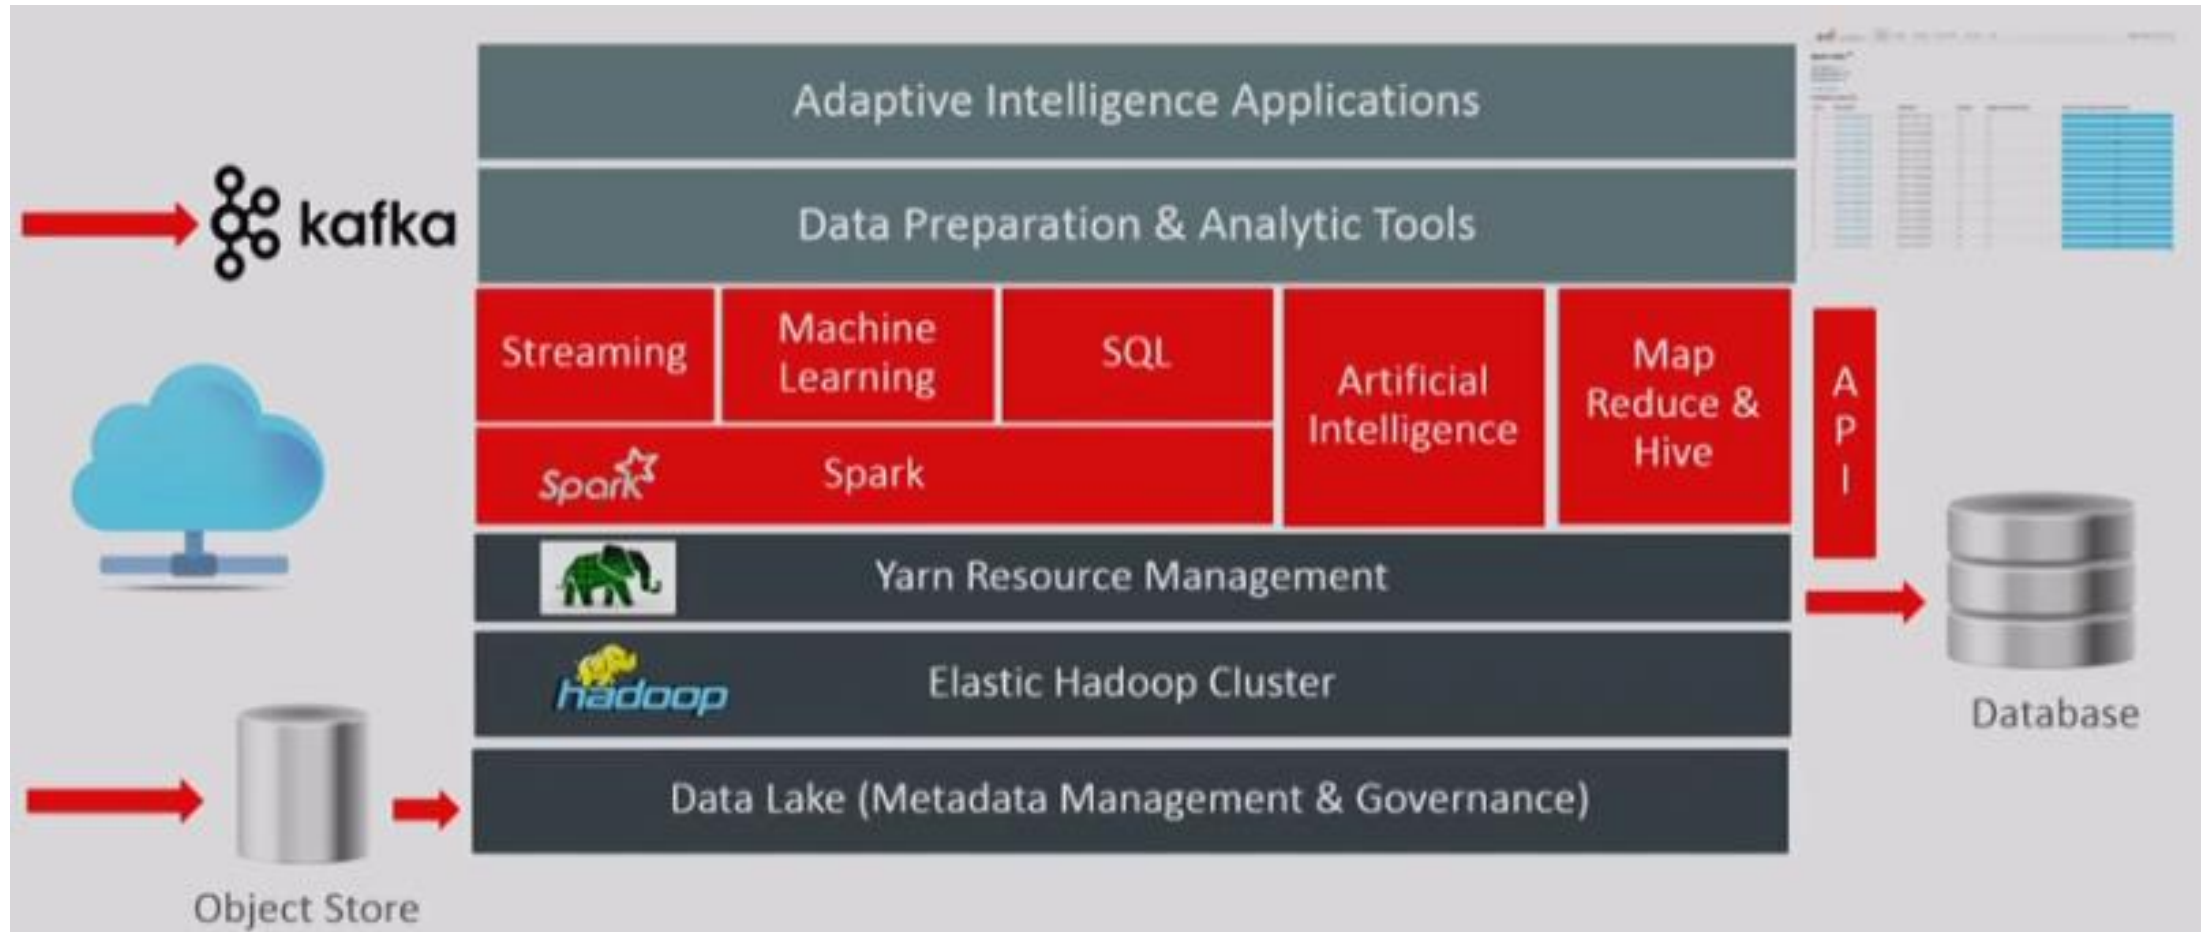 Adaptive Intelligence Applications
kafka
Data Preparation & Analytic Tools
Streaming
Machine
Learning
SQL
Artificial
Intelligence
Map
Reduce &
Hive
A
P
I
Spark
Spark
Yarn Resource Management
hadoop
Elastic Hadoop Cluster
Database
Data Lake (Metadata Management & Governance)
Object Store